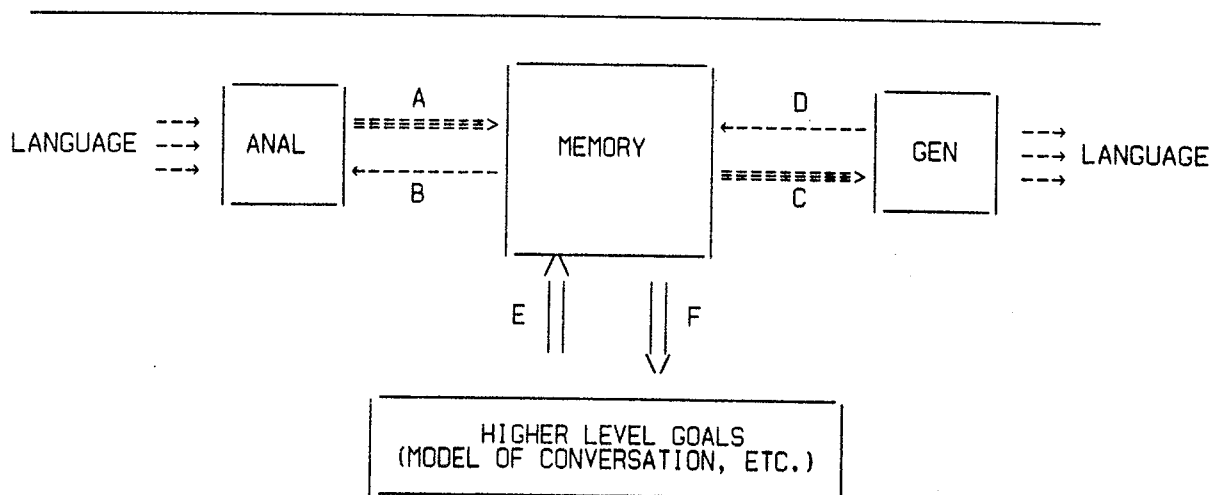 A
D
LANGUAGE
ANAL
MEMORY
GEN
LANGUAGE
B
C
E
F
HIGHER LEVEL GOALS
(MODEL OF CONVERSATION, ETC.)